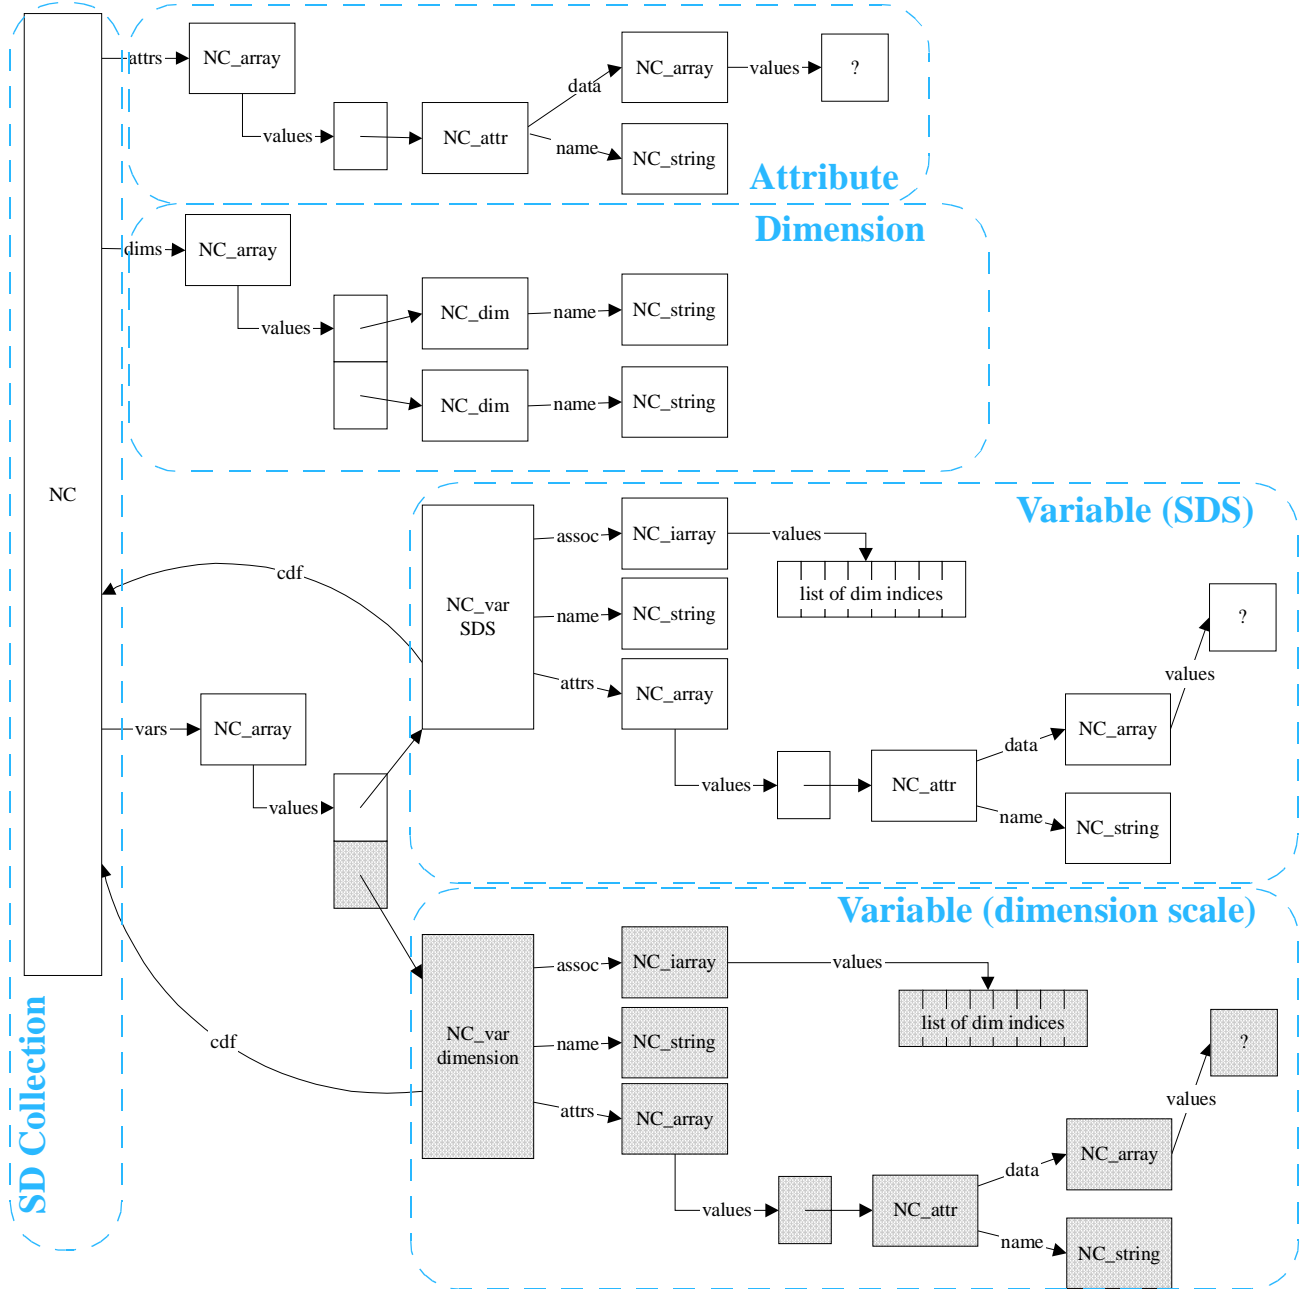 attrs
NC_array
values
NC_attr
data
NC_array
values
?
name
NC_string
Attribute
Dimension
dims
NC_array
values
NC_dim
name
NC_string
NC_dim
name
NC_string
NC
SD Collection
cdf
vars
NC_array
values
Variable (SDS)
NC_var
SDS
assoc
NC_iarray
values
list of dim indices
name
NC_string
attrs
NC_array
values
NC_attr
data
NC_array
values
?
name
NC_string
Variable (dimension scale)
cdf
NC_var
dimension
assoc
NC_iarray
values
list of dim indices
name
NC_string
attrs
NC_array
values
NC_attr
data
NC_array
values
?
name
NC_string